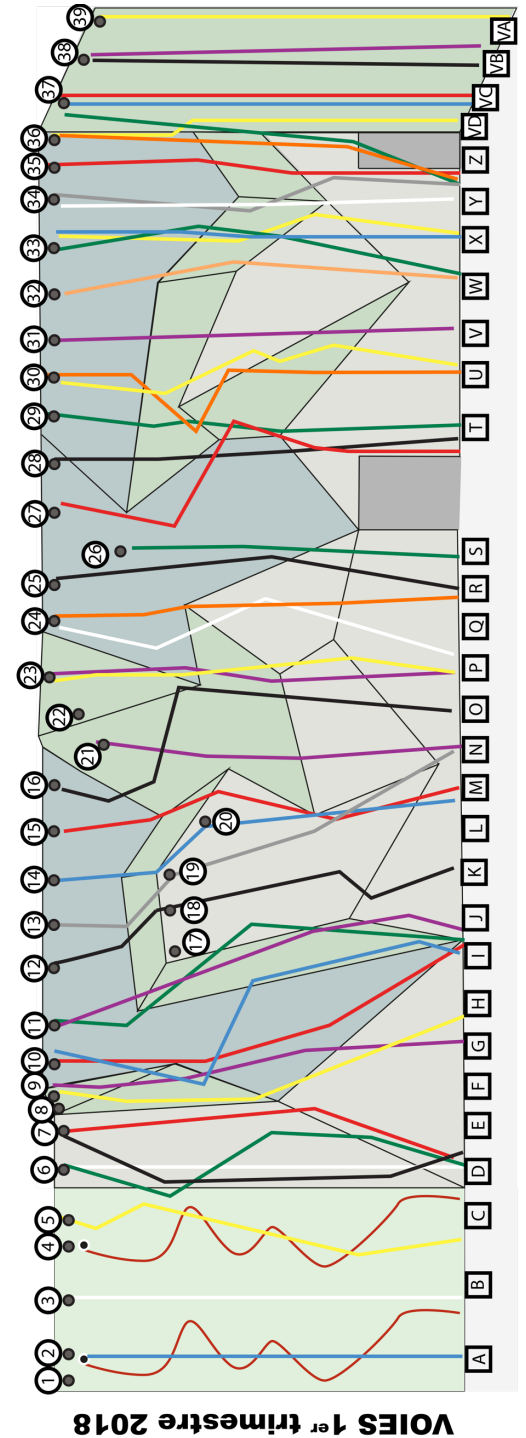 VOIES 1er trimestre 2018
1
2
3
4
5
6
7
8
9
10
11
12
13
14
15
16
17
18
19
20
21
22
23
24
25
26
27
28
29
30
31
32
33
34
35
36
37
38
39
A
B
C
D
E
F
G
H
I
J
K
L
M
N
O
P
Q
R
S
T
U
V
W
X
Y
Z
VD
VC
VB
VA